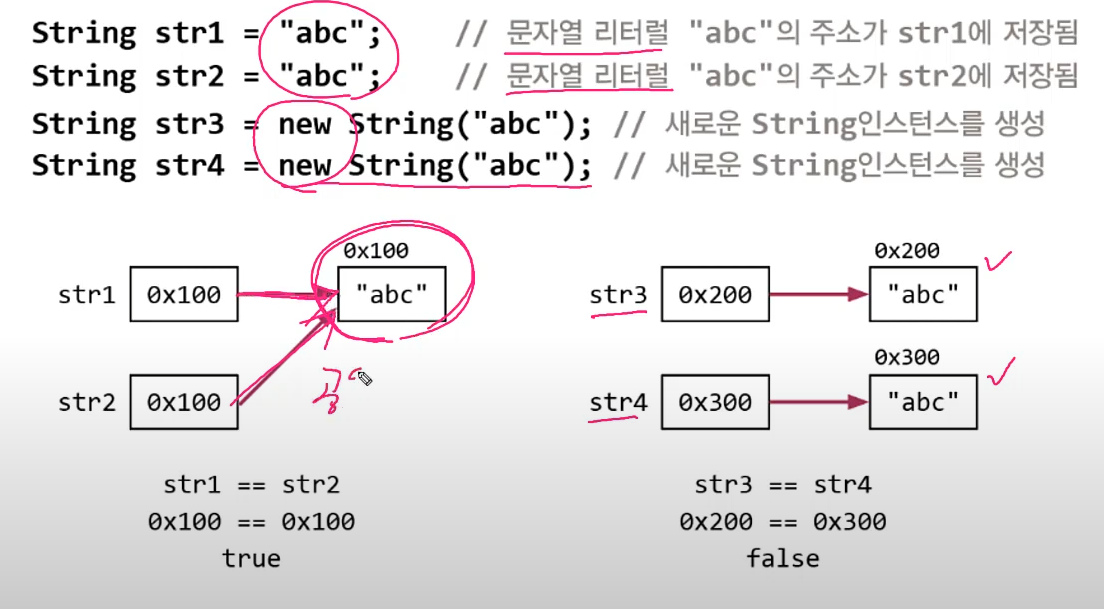 String str1 = "abc"; // 문자열 리터럴 "abc"의 주소가 str1에 저장됨
String str2 = "abc"; // 문자열 리터럴 "abc"의 주소가 str2에 저장됨
String str3 = new String("abc"); // 새로운 String인스턴스를 생성
String str4 = new String("abc"); // 새로운 String인스턴스를 생성
0x100
str1 0x100 "abc"
str2 0x100
str1 == str2
0x100 == 0x100
true
0x200
str3 0x200 "abc"
0x300
str4 0x300 "abc"
str3 == str4
0x200 == 0x300
false